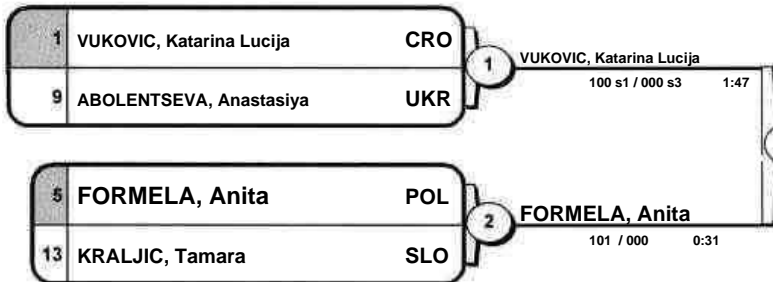 1 VUKOVIC, Katarina Lucija CRO
9 ABOLENTSEVA, Anastasiya UKR
1
VUKOVIC, Katarina Lucija
100 s1 / 000 s3 1:47
5 FORMELA, Anita POL
13 KRALJIC, Tamara SLO
2
FORMELA, Anita
101 / 000 0:31